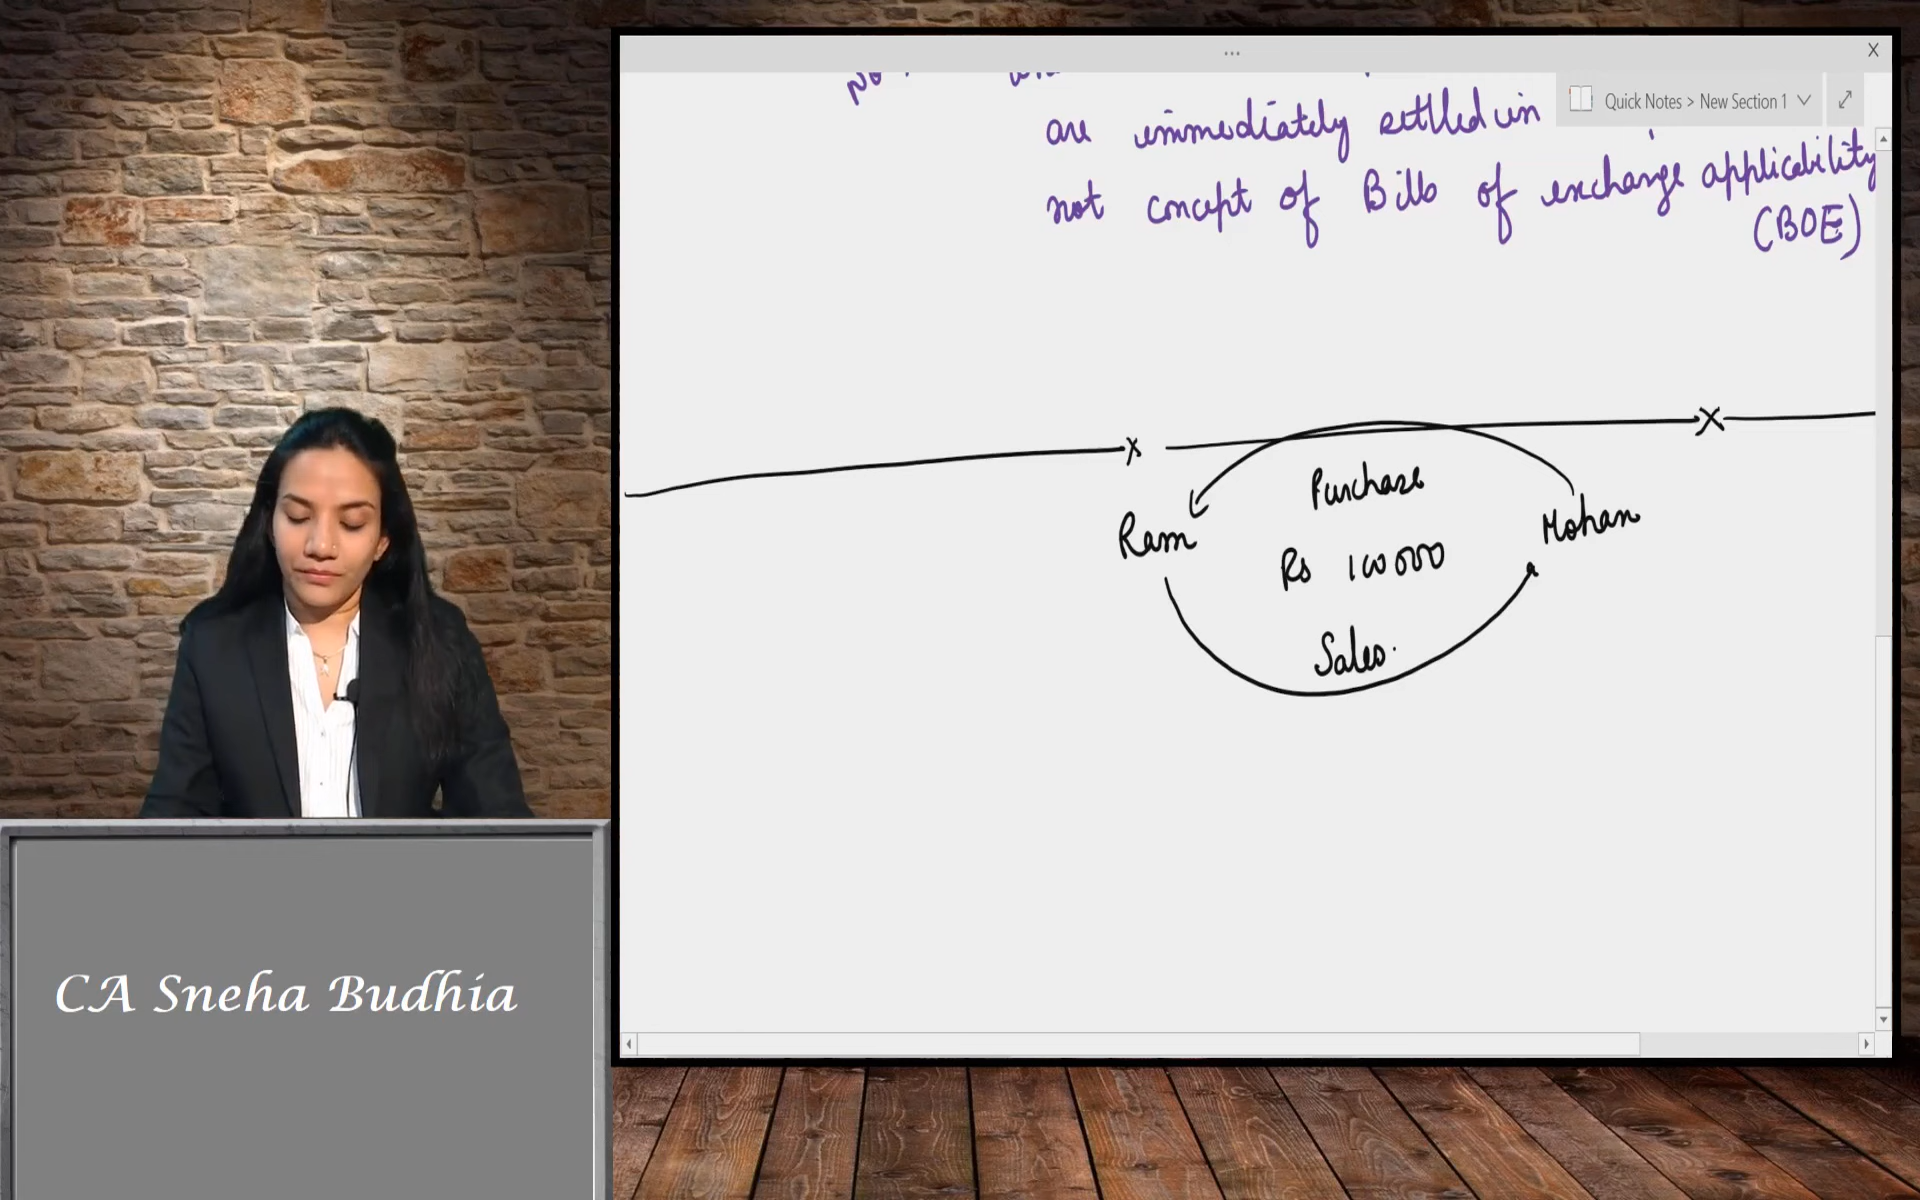 Quick Notes > New Section 1
are immediately settled in
not concept of Bills of exchange applicability
(BOE)
Purchase
Ram
Mohan
Rs 100000
Sales.
CA Sneha Budhia